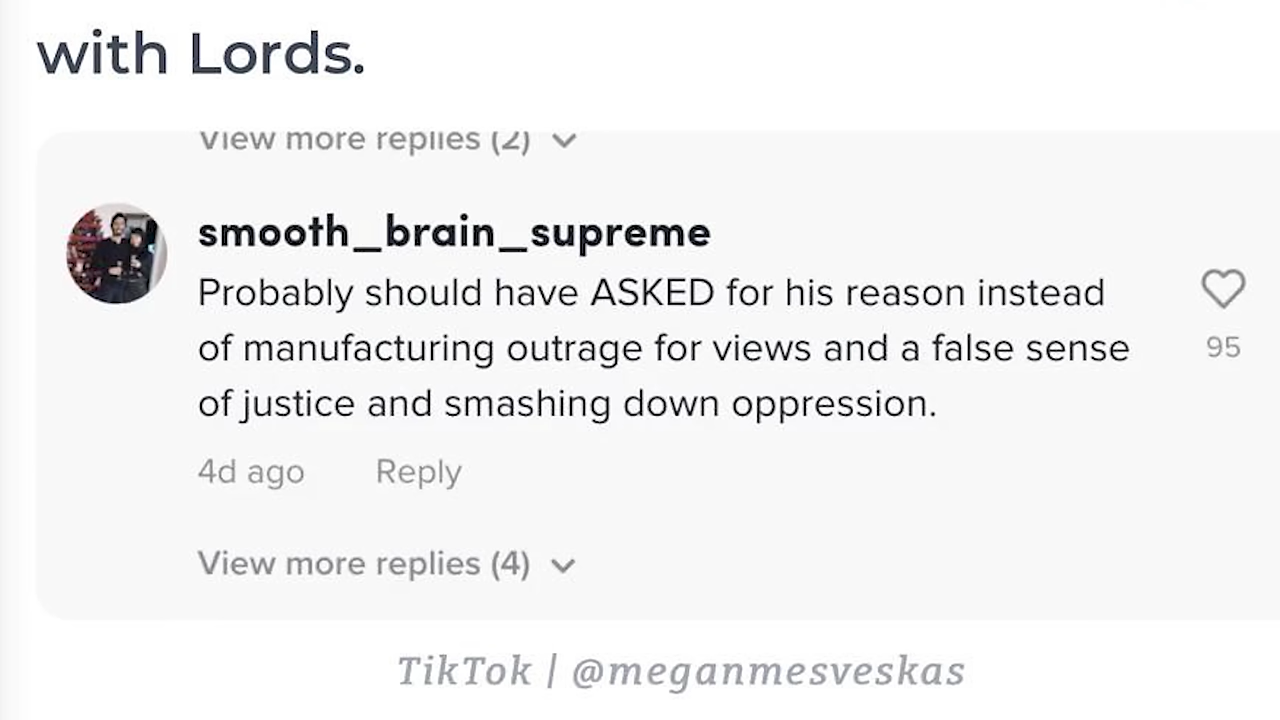 with Lords.
View more replies (2)
smooth_brain_supreme
Probably should have ASKED for his reason instead
of manufacturing outrage for views and a false sense
of justice and smashing down oppression.
95
4d ago Reply
View more replies (4)
TikTok | @meganmesveskas